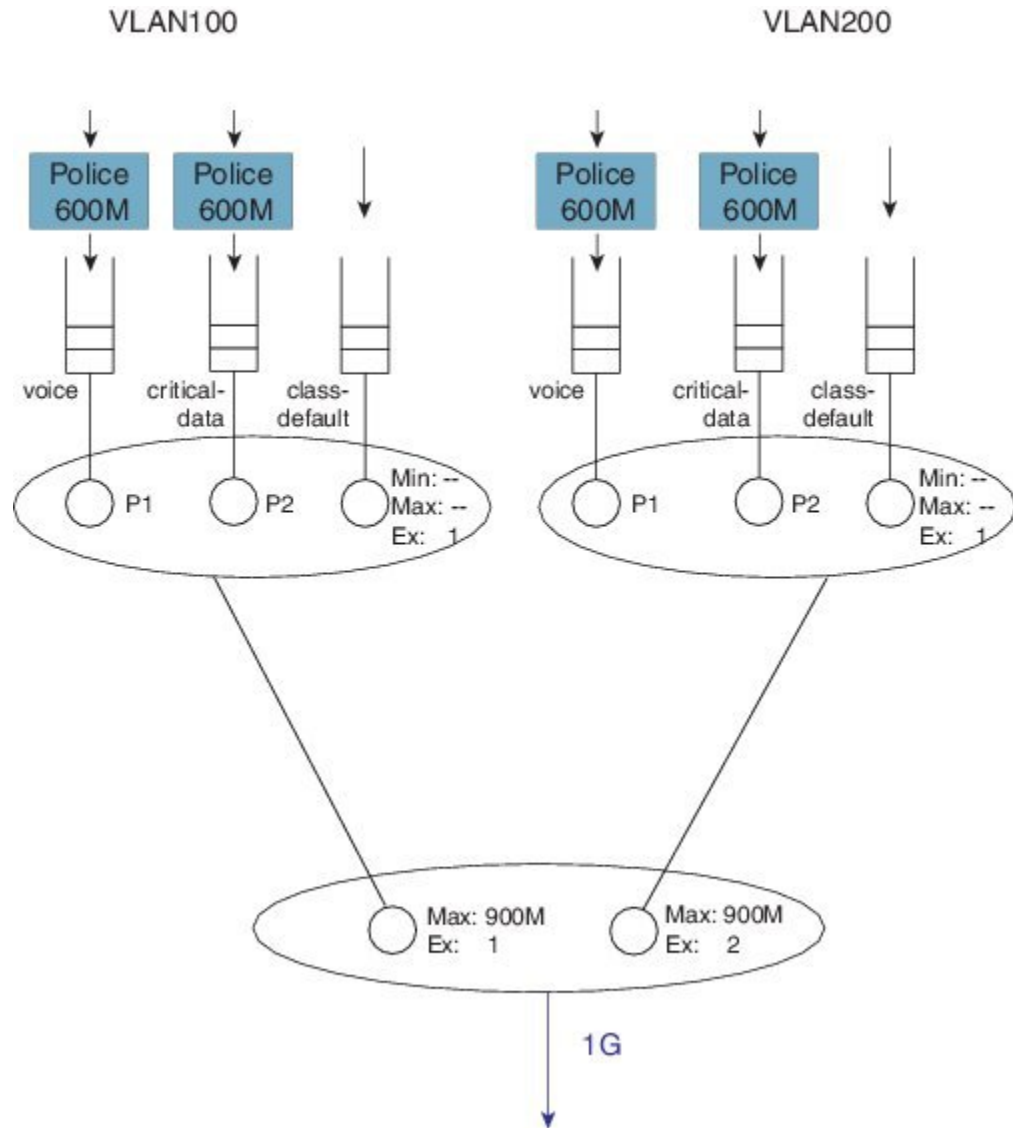 VLAN100
VLAN200
Police
600M
Police
600M
Police
600M
Police
600M
voice
critical-
data
class-
default
voice
critical-
data
class-
default
P1
P2
Min: --
Max: --
Ex: 1
P1
P2
Min: --
Max: --
Ex: 1
Max: 900M
Ex: 1
Max: 900M
Ex: 2
1G